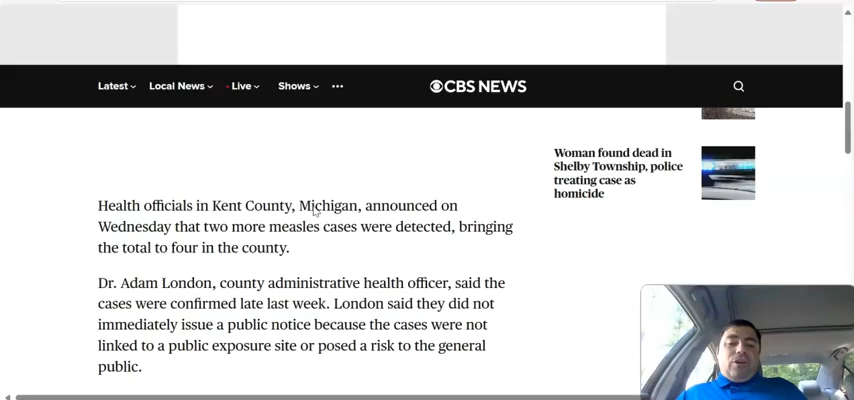 Latest Local News Live Shows ...
CBS NEWS
Woman found dead in
Shelby Township, police
treating case as
homicide
Health officials in Kent County, Michigan, announced on
Wednesday that two more measles cases were detected, bringing
the total to four in the county.
Dr. Adam London, county administrative health officer, said the
cases were confirmed late last week. London said they did not
immediately issue a public notice because the cases were not
linked to a public exposure site or posed a risk to the general
public.